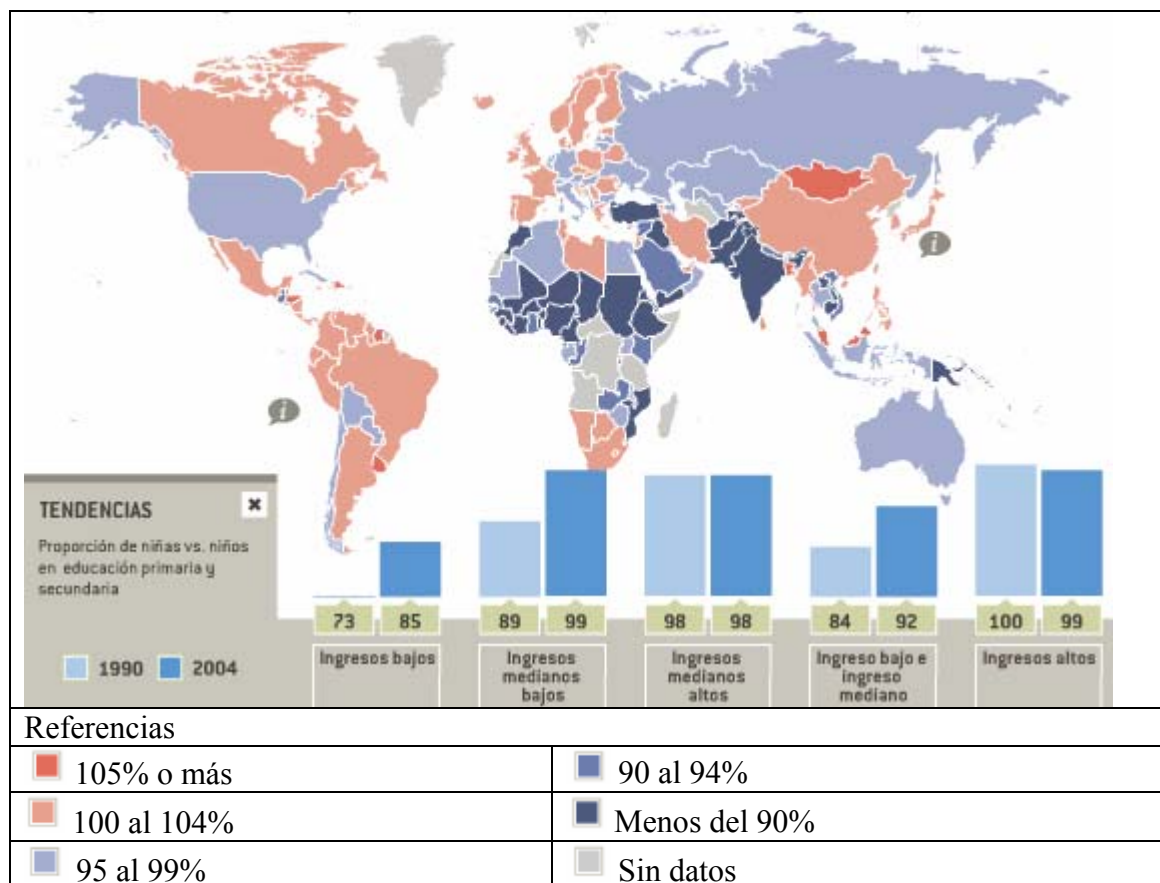 TENDENCIAS
Proporción de niñas vs. niños
en educación primaria y
secundaria
1990 2004
73 85
Ingresos bajos
89 99
Ingresos
medianos
bajos
98 98
Ingresos
medianos
altos
84 92
Ingreso bajo e
ingreso
mediano
100 99
Ingresos altos
Referencias
105% o más
90 al 94%
100 al 104%
Menos del 90%
95 al 99%
Sin datos